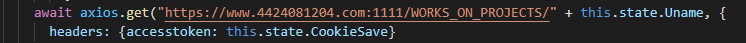 await axios.get("https://www.4424081204.com:1111/WORKS_ON_PROJECTS/" + this.state.Uname, {
headers: {accesstoken: this.state.CookieSave}